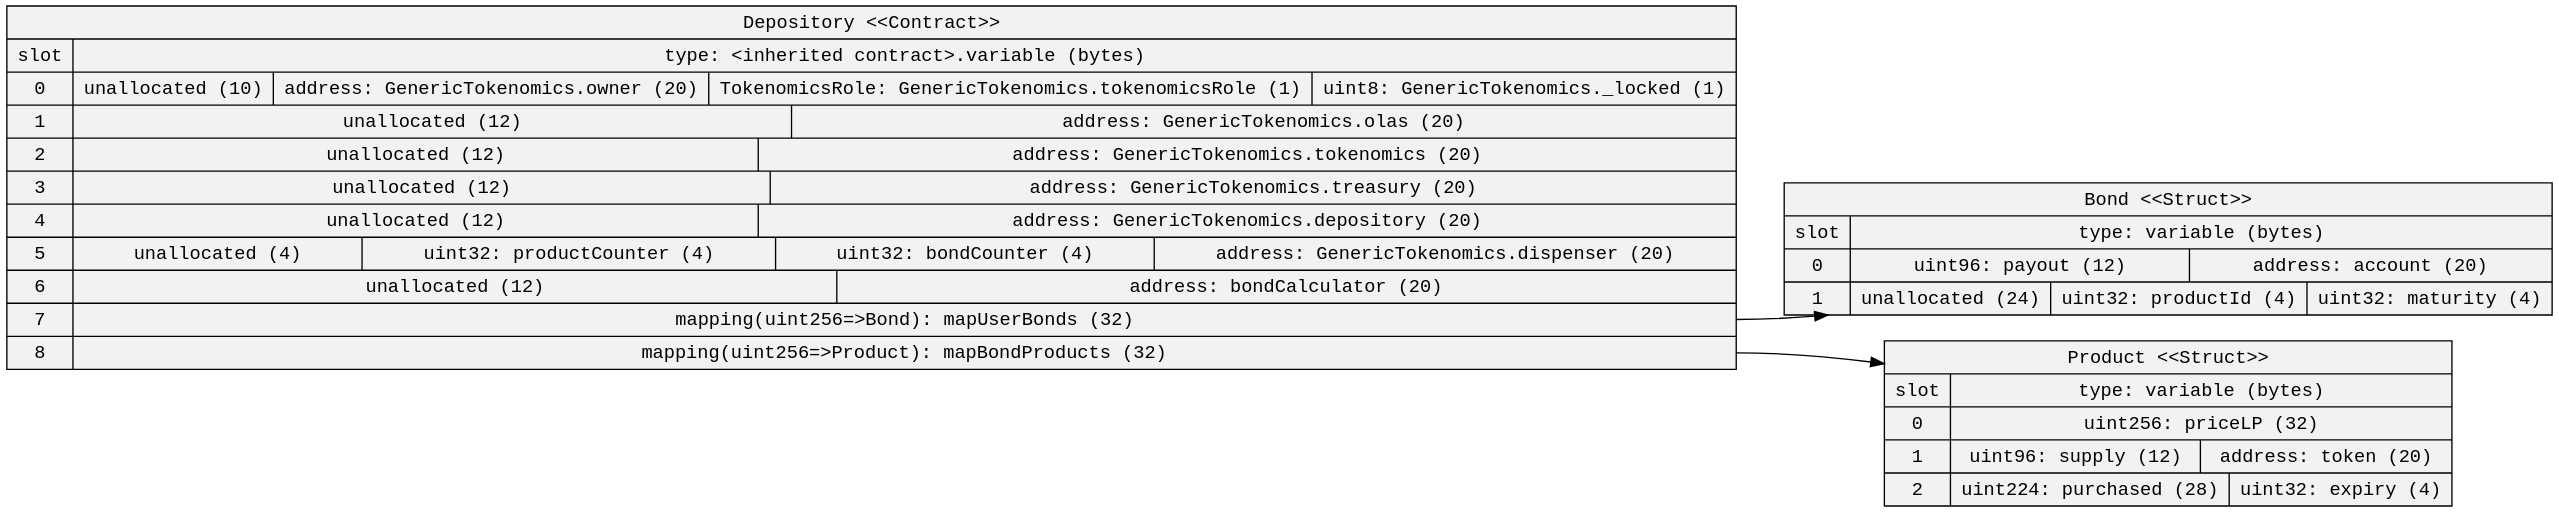 Depository <<Contract>>
slot type: <inherited contract>.variable (bytes)
0 unallocated (10) address: GenericTokenomics.owner (20) TokenomicsRole: GenericTokenomics.tokenomicsRole (1) uint8: GenericTokenomics._locked (1)
1 unallocated (12) address: GenericTokenomics.olas (20)
2 unallocated (12) address: GenericTokenomics.tokenomics (20)
3 unallocated (12) address: GenericTokenomics.treasury (20)
4 unallocated (12) address: GenericTokenomics.depository (20)
5 unallocated (4) uint32: productCounter (4) uint32: bondCounter (4) address: GenericTokenomics.dispenser (20)
6 unallocated (12) address: bondCalculator (20)
7 mapping(uint256=>Bond): mapUserBonds (32)
8 mapping(uint256=>Product): mapBondProducts (32)
Bond <<Struct>>
slot type: variable (bytes)
0 uint96: payout (12) address: account (20)
1 unallocated (24) uint32: productId (4) uint32: maturity (4)
Product <<Struct>>
slot type: variable (bytes)
0 uint256: priceLP (32)
1 uint96: supply (12) address: token (20)
2 uint224: purchased (28) uint32: expiry (4)